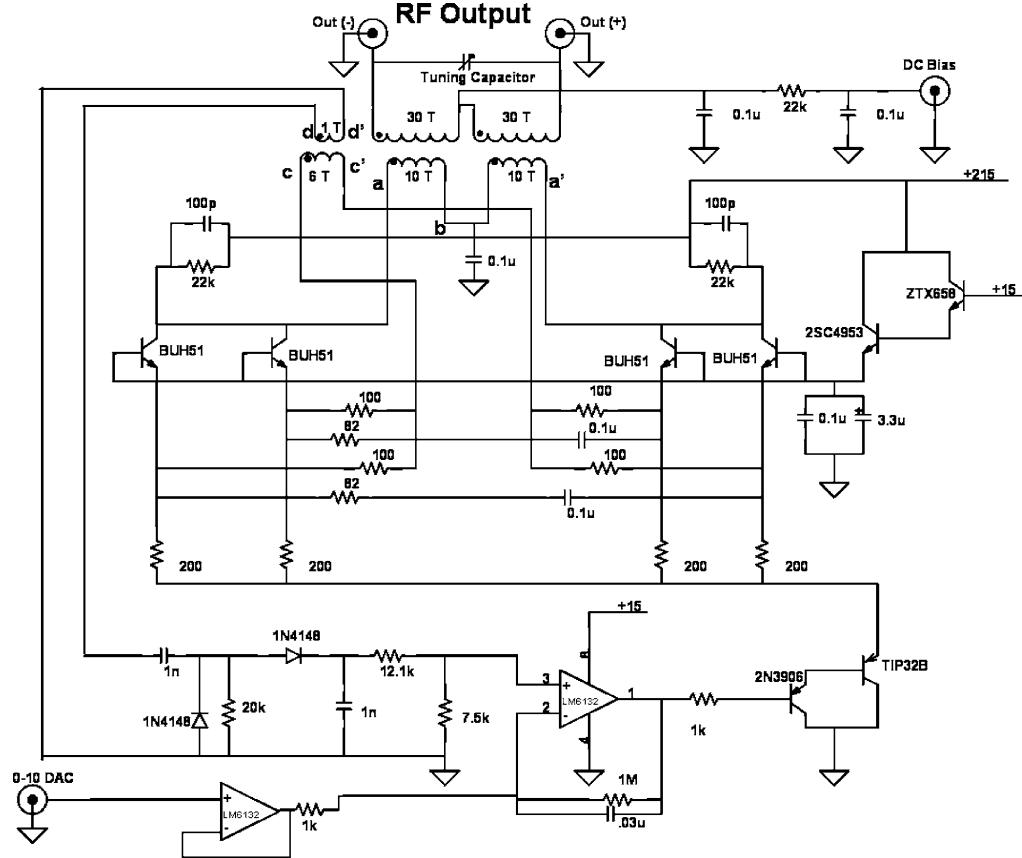 RF Output
Out (-)
Out (+)
Tuning Capacitor
DC Bias
30 T
30 T
0.1u
22k
0.1u
d 1 T d'
c
6 T
c'
a
10 T
10 T
a'
b
+215
100p
100p
0.1u
22k
22k
ZTX658
+15
2SC4953
BUH51
BUH51
BUH51
BUH51
100
100
82
0.1u
0.1u
3.3u
100
100
82
0.1u
200
200
200
200
+15
1N4148
8
TIP32B
1n
12.1k
3
+
LM6132
1
2N3906
2
-
1N4148
20k
1n
7.5k
4
1k
0-10 DAC
1M
+
LM6132
-
1k
.03u